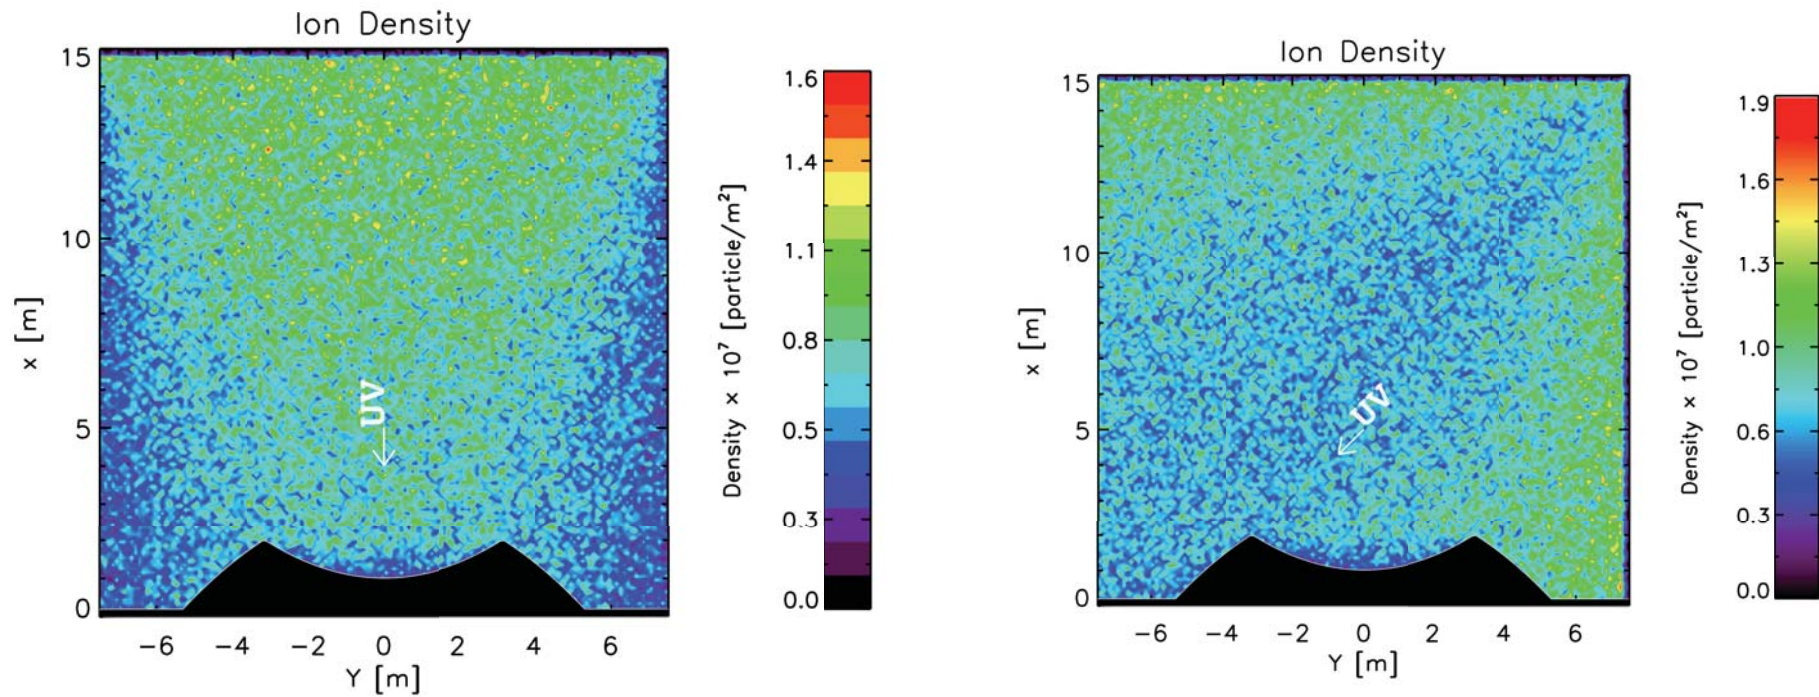 Ion Density
15
10
5
0
x [m]
-6 -4 -2 0 2 4 6
Y [m]
UV
1.6
1.4
1.1
0.8
0.5
0.3
0.0
Density × 10⁷ [particle/m²]
Ion Density
15
10
5
0
x [m]
-6 -4 -2 0 2 4 6
Y [m]
UV
1.9
1.6
1.3
1.0
0.6
0.3
0.0
Density × 10⁷ [particle/m²]